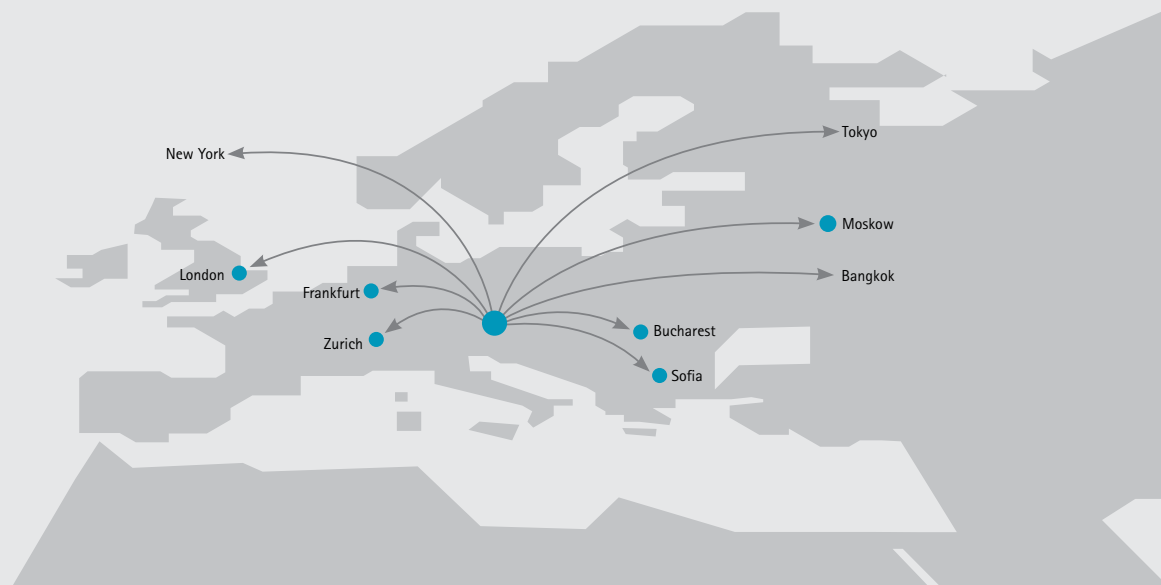 Tokyo
New York
Moskow
London
Bangkok
Frankfurt
Bucharest
Zurich
Sofia